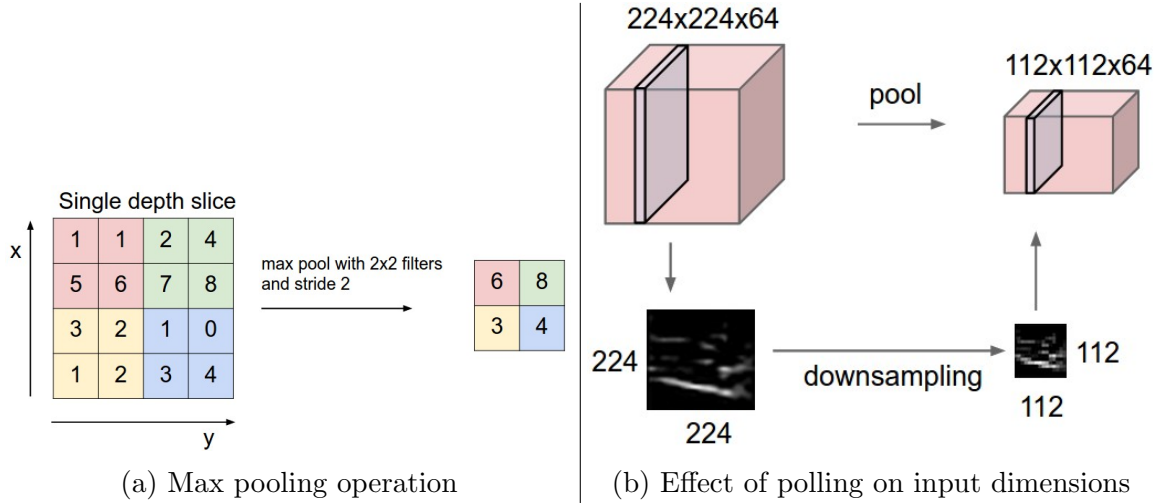 Single depth slice
x
1 1 2 4
5 6 7 8
3 2 1 0
1 2 3 4
y
max pool with 2x2 filters
and stride 2
6 8
3 4
(a) Max pooling operation
224x224x64
pool
112x112x64
224
224
downsampling
112
112
(b) Effect of polling on input dimensions